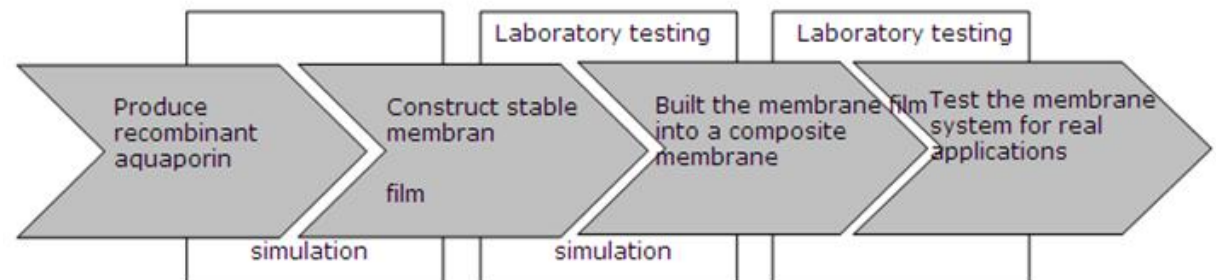 Laboratory testing
Laboratory testing
Produce
recombinant
aquaporin
Construct stable
membran
film
Built the membrane film
into a composite
membrane
Test the membrane
system for real
applications
simulation
simulation